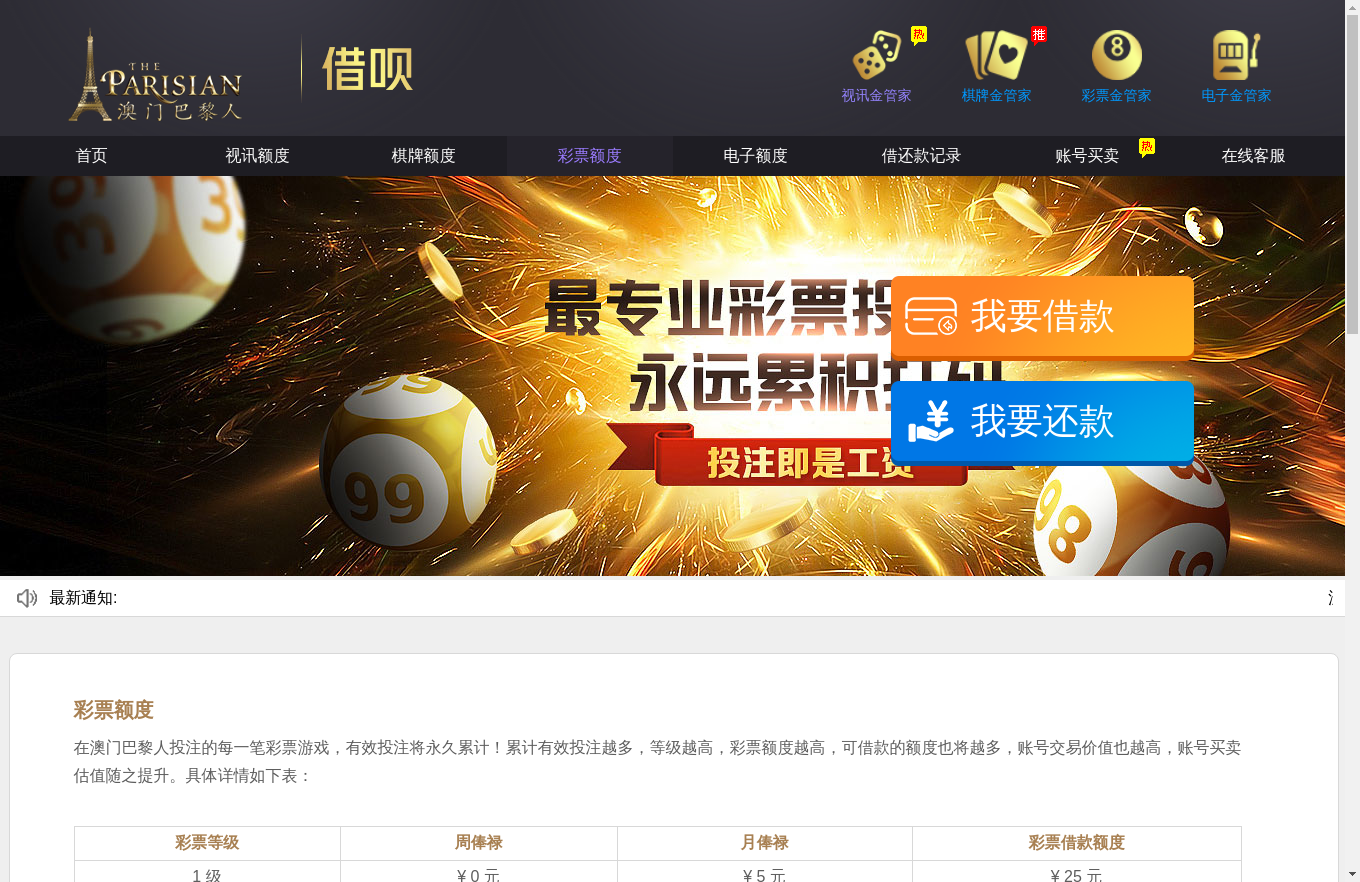 THE
PARISIAN
澳门巴黎人
借呗
热
推
视讯金管家
棋牌金管家
8
彩票金管家
电子金管家
首页
视讯额度
棋牌额度
彩票额度
电子额度
借还款记录
账号买卖
热
在线客服
39
3
最专业彩票投
我要借款
永远累积
我要还款
投注即是工资
99
99
98
最新通知:
彩票额度
在澳门巴黎人投注的每一笔彩票游戏，有效投注将永久累计！累计有效投注越多，等级越高，彩票额度越高，可借款的额度也将越多，账号交易价值也越高，账号买卖
估值随之提升。具体详情如下表：
彩票等级 周俸禄 月俸禄 彩票借款额度
1 级 ¥ 0 元 ¥ 5 元 ¥ 25 元